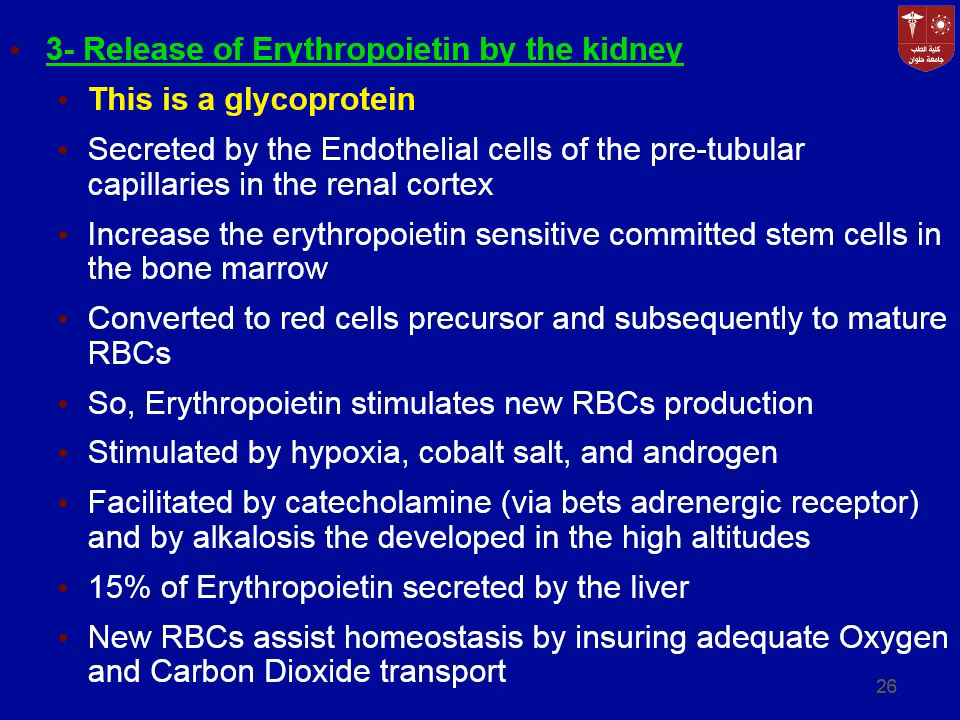 كلية الطب
جامعة حلوان
• 3- Release of Erythropoietin by the kidney
• This is a glycoprotein
• Secreted by the Endothelial cells of the pre-tubular
capillaries in the renal cortex
• Increase the erythropoietin sensitive committed stem cells in
the bone marrow
• Converted to red cells precursor and subsequently to mature
RBCs
• So, Erythropoietin stimulates new RBCs production
• Stimulated by hypoxia, cobalt salt, and androgen
• Facilitated by catecholamine (via bets adrenergic receptor)
and by alkalosis the developed in the high altitudes
• 15% of Erythropoietin secreted by the liver
• New RBCs assist homeostasis by insuring adequate Oxygen
and Carbon Dioxide transport
26